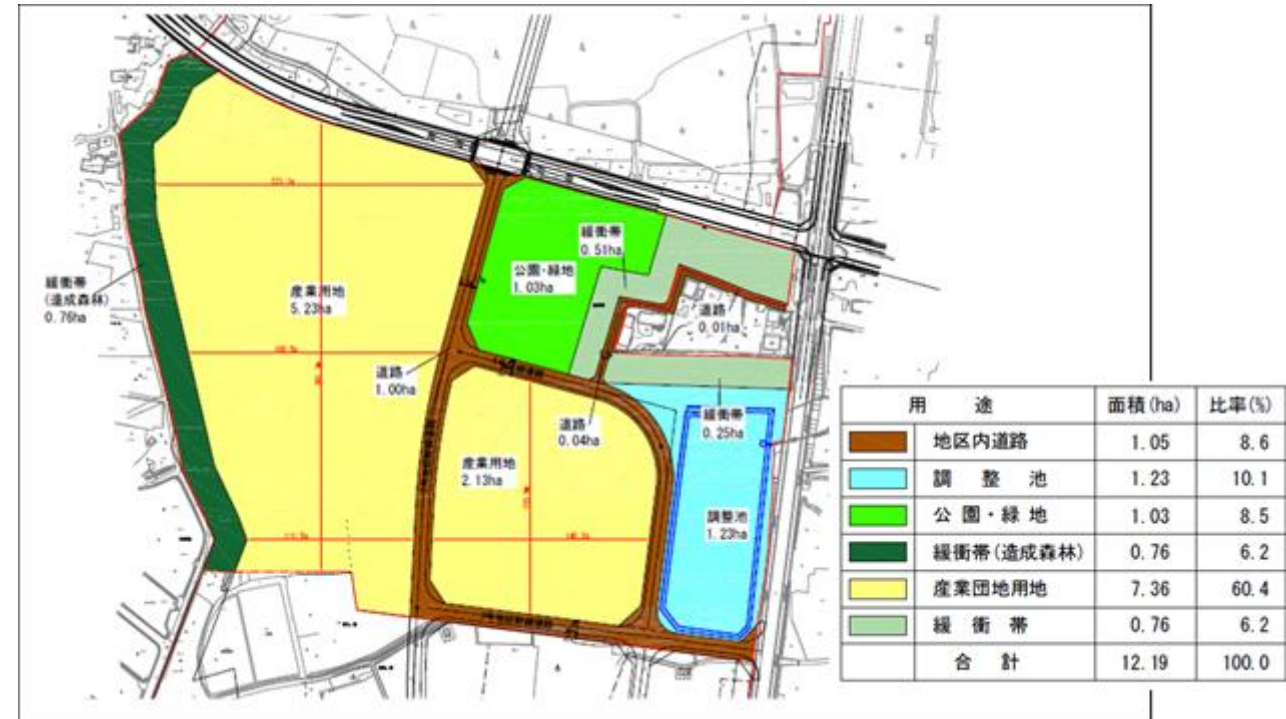 緩衝帯
0.51ha
公園・緑地
1.03ha
緩衝帯
(造成森林)
0.76ha
産業用地
5.23ha
道路
0.01ha
道路
1.00ha
道路
0.04ha
緩衝帯
0.25ha
産業用地
2.13ha
調整池
1.23ha
用 途 面積(ha) 比率(%)
地区内道路 1.05 8.6
調 整 池 1.23 10.1
公園・緑地 1.03 8.5
緩衝帯(造成森林) 0.76 6.2
産業団地用地 7.36 60.4
緩 衝 帯 0.76 6.2
合 計 12.19 100.0